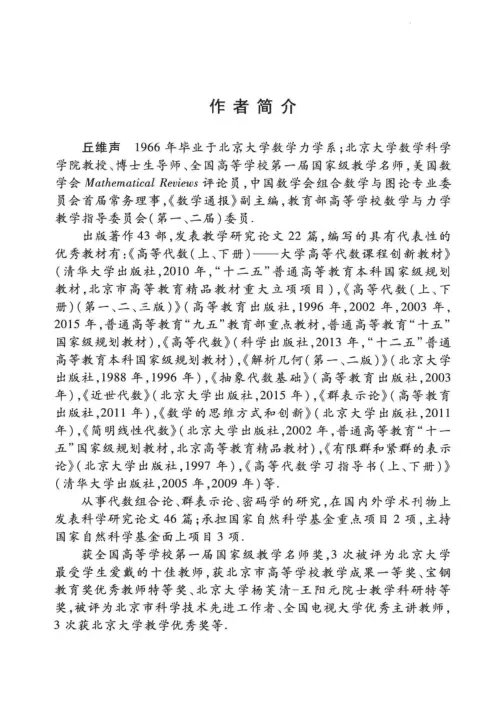 作者简介
丘维声 1966 年毕业于北京大学数学力学系;北京大学数学科学
学院教授、博士生导师、全国高等学校第一届国家级教学名师,美国数
学会 Mathematical Reviews 评论员,中国数学会组合数学与图论专业委
员会首届常务理事,《数学通报》副主编,教育部高等学校数学与力学
教学指导委员会(第一、二届)委员.
出版著作 43 部,发表教学研究论文 22 篇,编写的具有代表性的
优秀教材有:《高等代数(上、下册)——大学高等代数课程创新教材》
(清华大学出版社,2010 年,“十二五”普通高等教育本科国家级规划
教材,北京市高等教育精品教材重大立项项目),《高等代数(上、下
册)(第一、二、三版)》(高等教育出版社,1996 年,2002 年,2003 年,
2015 年,普通高等教育“九五”教育部重点教材,普通高等教育“十五”
国家级规划教材),《高等代数》(科学出版社,2013 年,“十二五”普通
高等教育本科国家级规划教材),《解析几何(第一、二版)》(北京大学
出版社,1988 年,1996 年),《抽象代数基础》(高等教育出版社,2003
年),《近世代数》(北京大学出版社,2015 年),《群表示论》(高等教育
出版社,2011 年),《数学的思维方式和创新》(北京大学出版社,2011
年),《简明线性代数》(北京大学出版社,2002 年,普通高等教育“十一
五”国家级规划教材,北京高等教育精品教材),《有限群和紧群的表示
论》(北京大学出版社,1997 年),《高等代数学习指导书(上、下册)》
(清华大学出版社,2005 年,2009 年)等.
从事代数组合论、群表示论、密码学的研究,在国内外学术刊物上
发表科学研究论文 46 篇;承担国家自然科学基金重点项目 2 项,主持
国家自然科学基金面上项目 3 项.
获全国高等学校第一届国家级教学名师奖,3 次被评为北京大学
最受学生爱戴的十佳教师,获北京市高等学校教学成果一等奖、宝钢
教育奖优秀教师特等奖、北京大学杨芙清-王阳元院士教学科研特等
奖,被评为北京市科学技术先进工作者、全国电视大学优秀主讲教师,
3 次获北京大学教学优秀奖等.